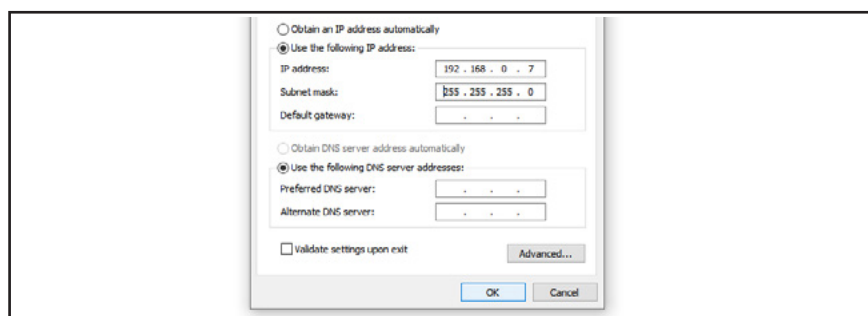 Obtain an IP address automatically
Use the following IP address:
IP address: 192 . 168 . 0 . 7
Subnet mask: 255 . 255 . 255 . 0
Default gateway: . . .
Obtain DNS server address automatically
Use the following DNS server addresses:
Preferred DNS server: . . .
Alternate DNS server: . . .
Validate settings upon exit Advanced...
OK Cancel